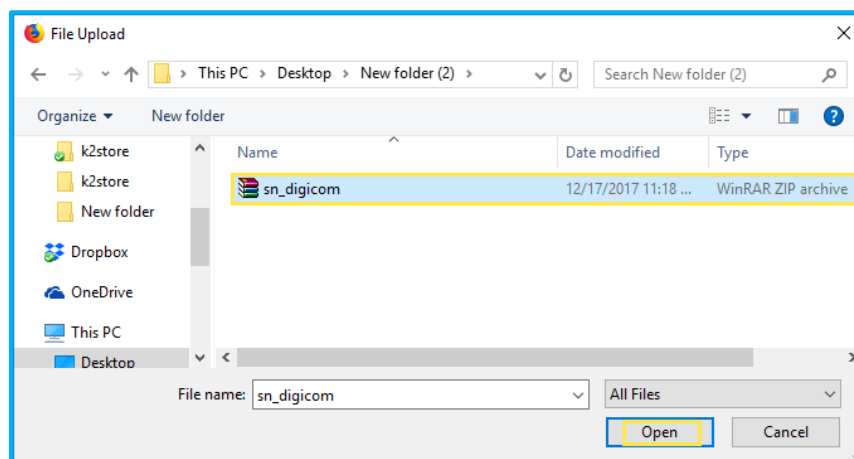 File Upload
This PC > Desktop > New folder (2) >
Search New folder (2)
Organize
New folder
k2store
k2store
New folder
Dropbox
OneDrive
This PC
Desktop
Name
Date modified
Type
sn_digicom
12/17/2017 11:18 ...
WinRAR ZIP archive
File name:
sn_digicom
All Files
Open
Cancel